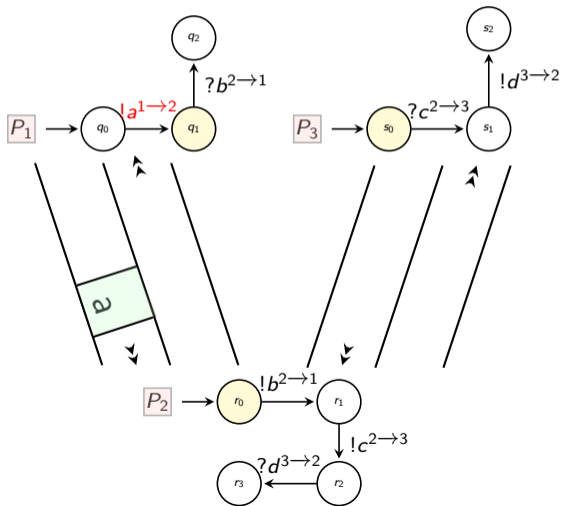 q₂ s₂
?b²→¹ !d³→²
P₁ q₀ !a¹→² q₁ P₃ s₀ ?c²→³ s₁
a
P₂ r₀ !b²→¹ r₁
!c²→³
r₃ ?d³→² r₂